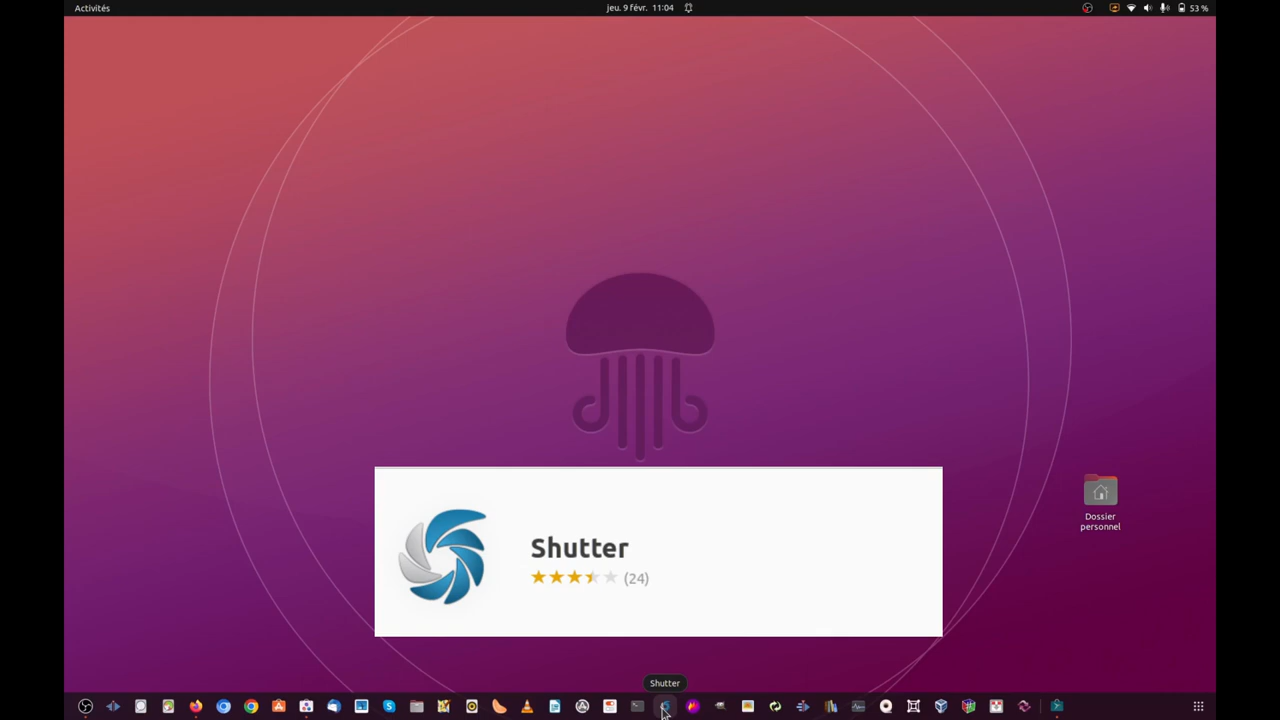 Activités
jeu. 9 févr. 11:04
53 %
Dossier
personnel
Shutter
(24)
Shutter